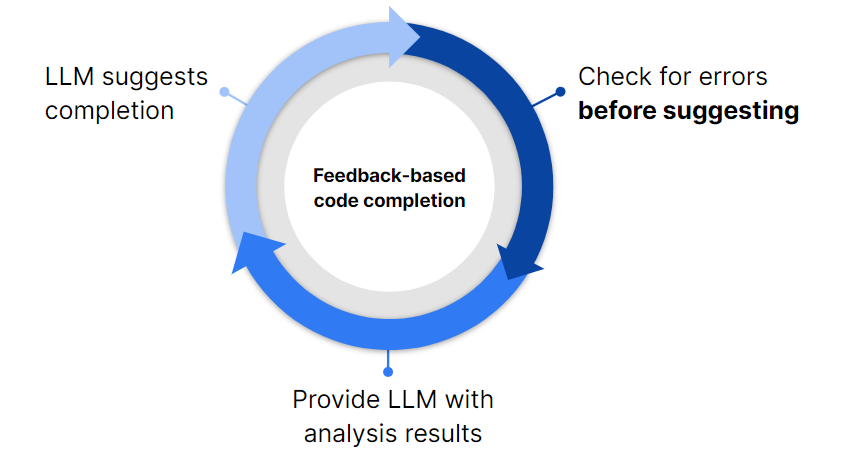 LLM suggests
completion
Check for errors
before suggesting
Feedback-based
code completion
Provide LLM with
analysis results